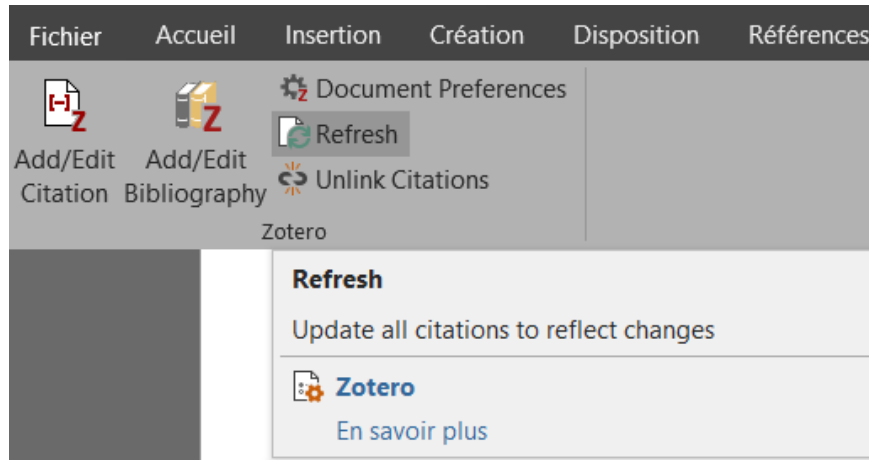 Fichier Accueil Insertion Création Disposition Références
Document Preferences
Refresh
Unlink Citations
Add/Edit Citation
Add/Edit Bibliography
Zotero
Refresh
Update all citations to reflect changes
Zotero
En savoir plus